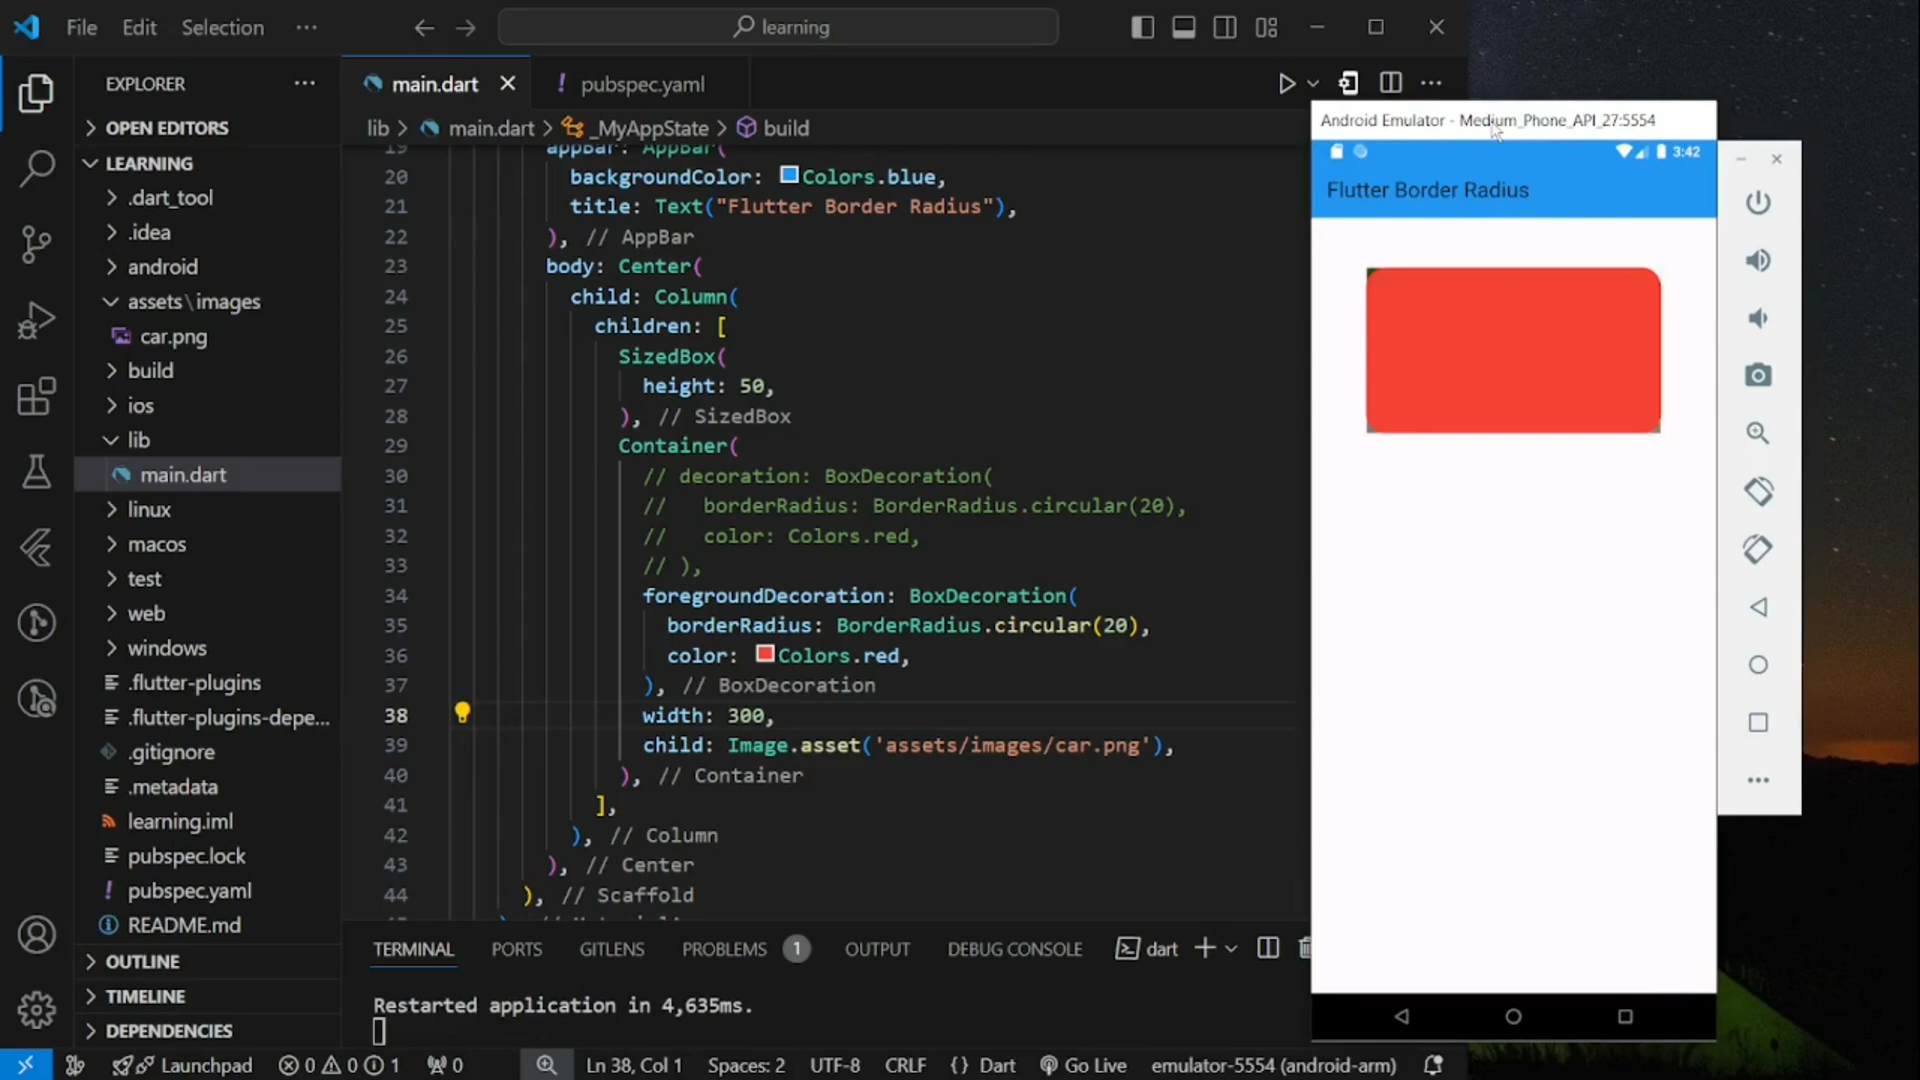 File Edit Selection ···
learning
EXPLORER ···
OPEN EDITORS
LEARNING
.dart_tool
.idea
android
assets\images
car.png
build
ios
lib
main.dart
linux
macos
test
web
windows
.flutter-plugins
.flutter-plugins-depe...
.gitignore
.metadata
learning.iml
pubspec.lock
pubspec.yaml
README.md
OUTLINE
TIMELINE
DEPENDENCIES
main.dart
! pubspec.yaml
lib > main.dart > _MyAppState > build
19 appBar: AppBar(
20 backgroundColor: Colors.blue,
21 title: Text("Flutter Border Radius"),
22 ), // AppBar
23 body: Center(
24 child: Column(
25 children: [
26 SizedBox(
27 height: 50,
28 ), // SizedBox
29 Container(
30 // decoration: BoxDecoration(
31 //   borderRadius: BorderRadius.circular(20),
32 //   color: Colors.red,
33 // ),
34 foregroundDecoration: BoxDecoration(
35 borderRadius: BorderRadius.circular(20),
36 color: Colors.red,
37 ), // BoxDecoration
38 width: 300,
39 child: Image.asset('assets/images/car.png'),
40 ), // Container
41 ],
42 ), // Column
43 ), // Center
44 ), // Scaffold
TERMINAL PORTS GITLENS PROBLEMS 1 OUTPUT DEBUG CONSOLE dart
Restarted application in 4,635ms.
Launchpad 0 0 1 0 Ln 38, Col 1 Spaces: 2 UTF-8 CRLF {} Dart Go Live emulator-5554 (android-arm)
Android Emulator - Medium_Phone_API_27:5554
3:42
Flutter Border Radius